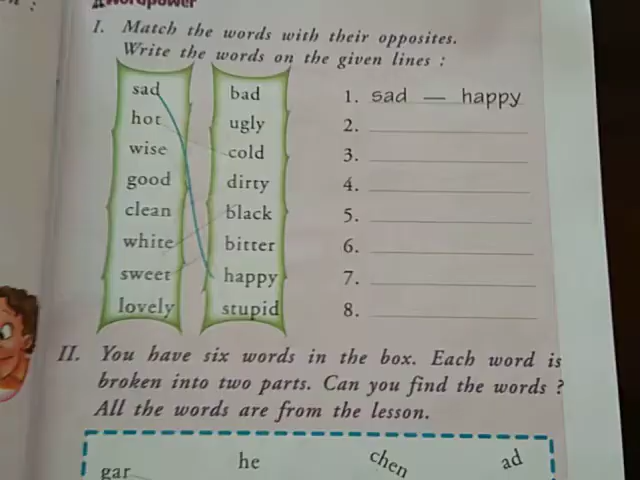 Wordpower
I. Match the words with their opposites.
Write the words on the given lines :
sad bad
hot ugly
wise cold
good dirty
clean black
white bitter
sweet happy
lovely stupid
1. sad — happy
2.
3.
4.
5.
6.
7.
8.
II. You have six words in the box. Each word is
broken into two parts. Can you find the words ?
All the words are from the lesson.
gar he chen ad